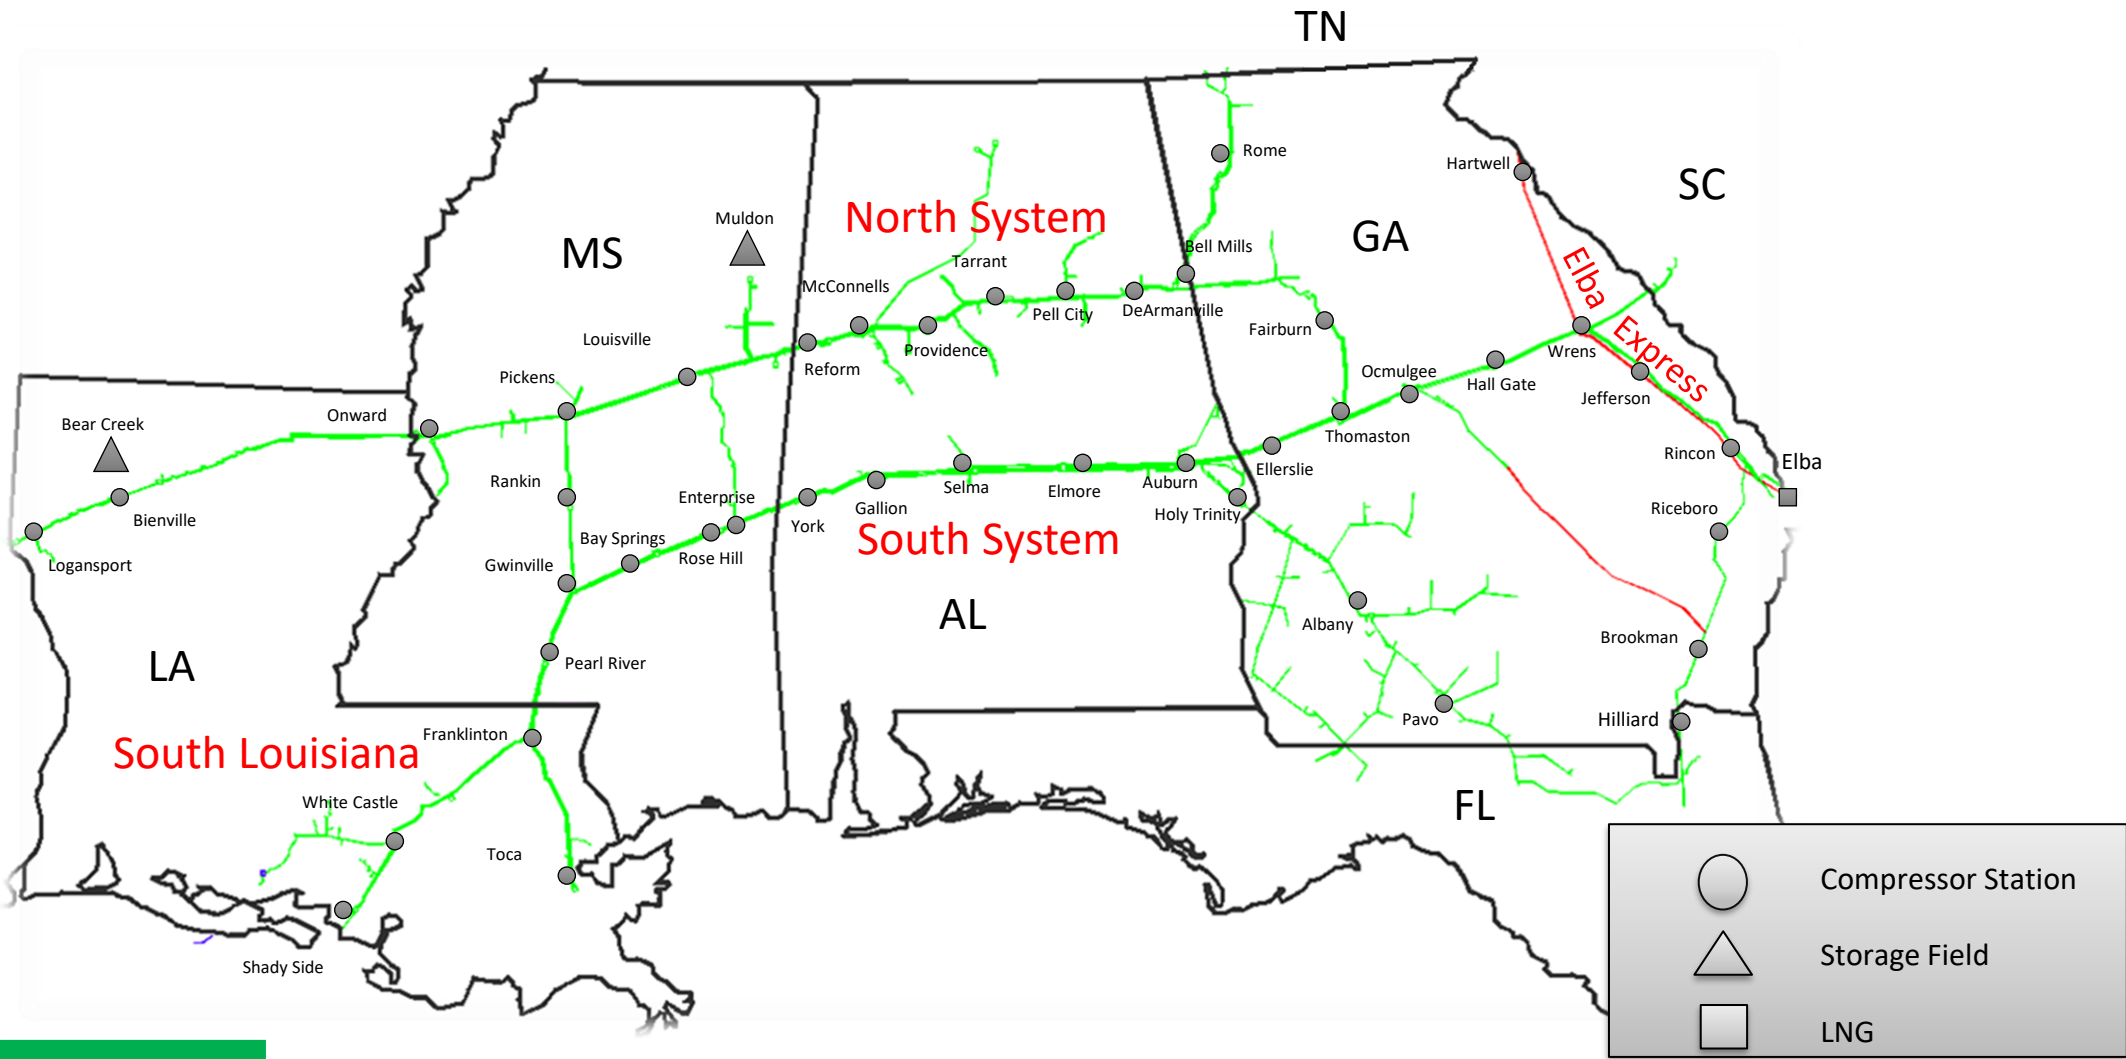 TN
Rome
Hartwell
SC
Muldon
North System
GA
MS
Bell Mills
Tarrant
Elba
Express
McConnells
Pell City
DeArmanville
Fairburn
Louisville
Providence
Wrens
Reform
Ocmulgee
Hall Gate
Pickens
Jefferson
Onward
Bear Creek
Thomaston
Rincon
Elba
Ellerslie
Rankin
Enterprise
Selma
Elmore
Auburn
Gallion
Riceboro
Holy Trinity
Bienville
York
Bay Springs
Rose Hill
South System
Logansport
Gwinville
AL
Albany
Brookman
LA
Pearl River
Pavo
Hilliard
Franklinton
South Louisiana
White Castle
FL
Toca
Shady Side
Compressor Station
Storage Field
LNG